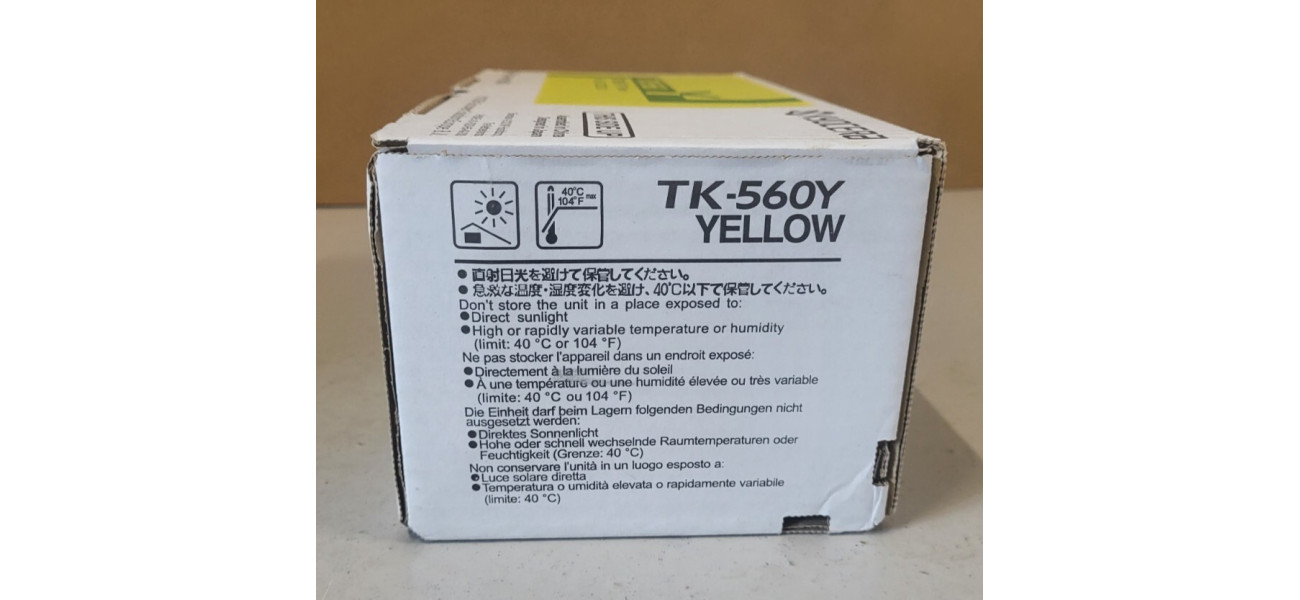 KYOCERA
40°C
104°F max
TK-560Y
YELLOW
● 直射日光を避けて保管してください。
● 急激な温度・湿度変化を避け、40℃以下で保管してください。
Don't store the unit in a place exposed to:
●Direct sunlight
●High or rapidly variable temperature or humidity
(limit: 40 °C or 104 °F)
Ne pas stocker l'appareil dans un endroit exposé:
●Directement à la lumière du soleil
●À une température ou une humidité élevée ou très variable
(limite: 40 °C ou 104 °F)
Die Einheit darf beim Lagern folgenden Bedingungen nicht
ausgesetzt werden:
●Direktes Sonnenlicht
●Hohe oder schnell wechselnde Raumtemperaturen oder
Feuchtigkeit (Grenze: 40 °C)
Non conservare l'unità in un luogo esposto a:
●Luce solare diretta
●Temperatura o umidità elevata o rapidamente variabile
(limite: 40 °C)